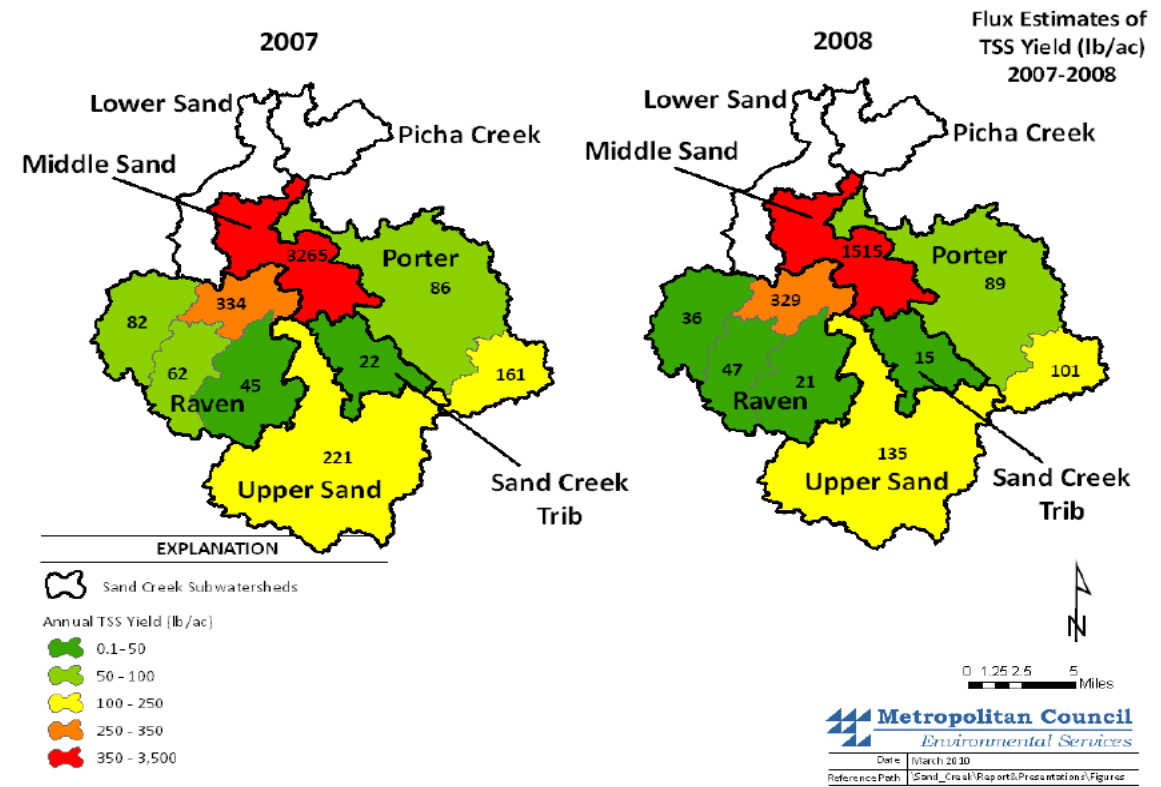 Flux Estimates of
TSS Yield (lb/ac)
2007-2008
2007
Lower Sand
Picha Creek
Middle Sand
3265
Porter
86
334
82
62
45
22
161
Raven
221
Upper Sand
Sand Creek
Trib
2008
Lower Sand
Picha Creek
Middle Sand
1515
Porter
89
329
36
47
21
15
101
Raven
135
Upper Sand
Sand Creek
Trib
EXPLANATION
Sand Creek Subwatersheds
Annual TSS Yield (lb/ac)
0.1-50
50 - 100
100 - 250
250 - 350
350 - 3,500
N
0 1.25 2.5 5
Miles
Metropolitan Council
Environmental Services
Date March 2010
Reference Path \Sand_Creek\Report&Presentations\Figures